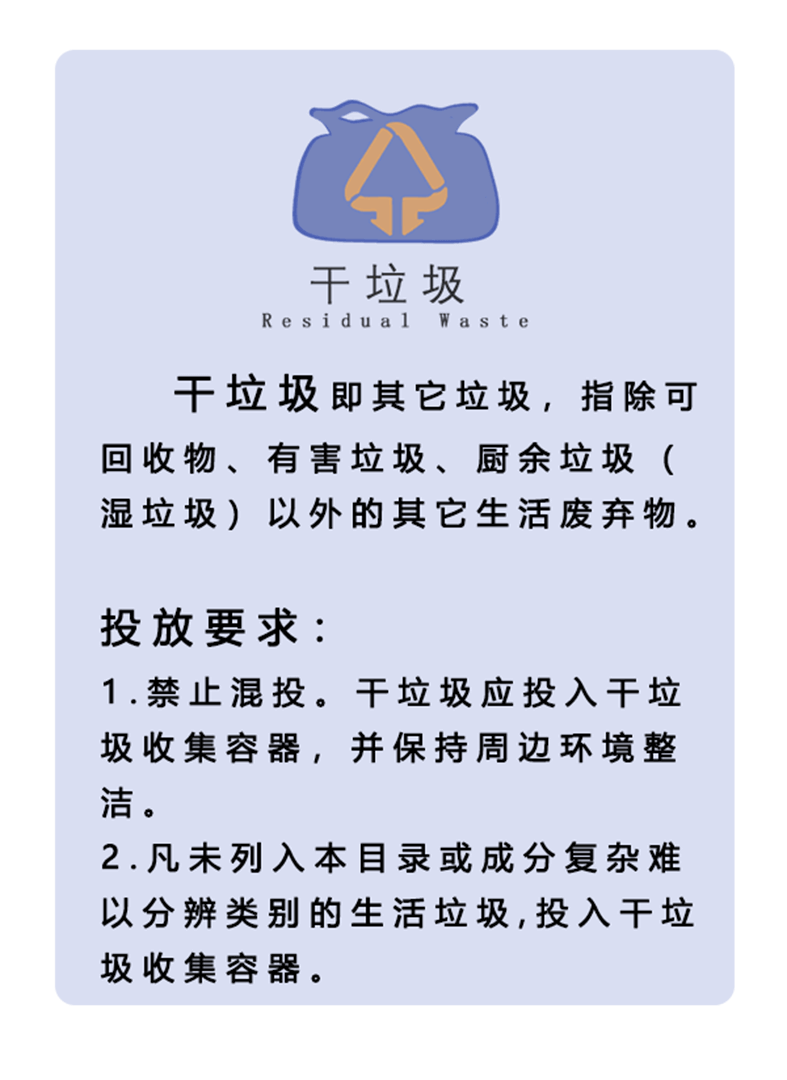 干垃圾
Residual Waste
干垃圾即其它垃圾，指除可
回收物、有害垃圾、厨余垃圾（
湿垃圾）以外的其它生活废弃物。
投放要求：
1.禁止混投。干垃圾应投入干垃
圾收集容器，并保持周边环境整
洁。
2.凡未列入本目录或成分复杂难
以分辨类别的生活垃圾,投入干垃
圾收集容器。